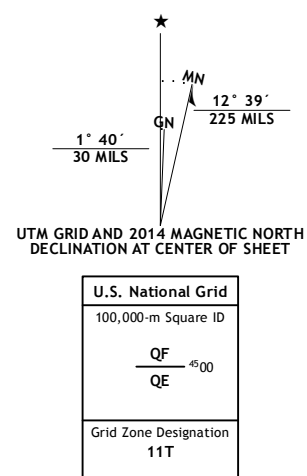 ★
MN
GN
12° 39´
225 MILS
1° 40´
30 MILS
UTM GRID AND 2014 MAGNETIC NORTH
DECLINATION AT CENTER OF SHEET
U.S. National Grid
100,000-m Square ID
QF
4500
QE
Grid Zone Designation
11T